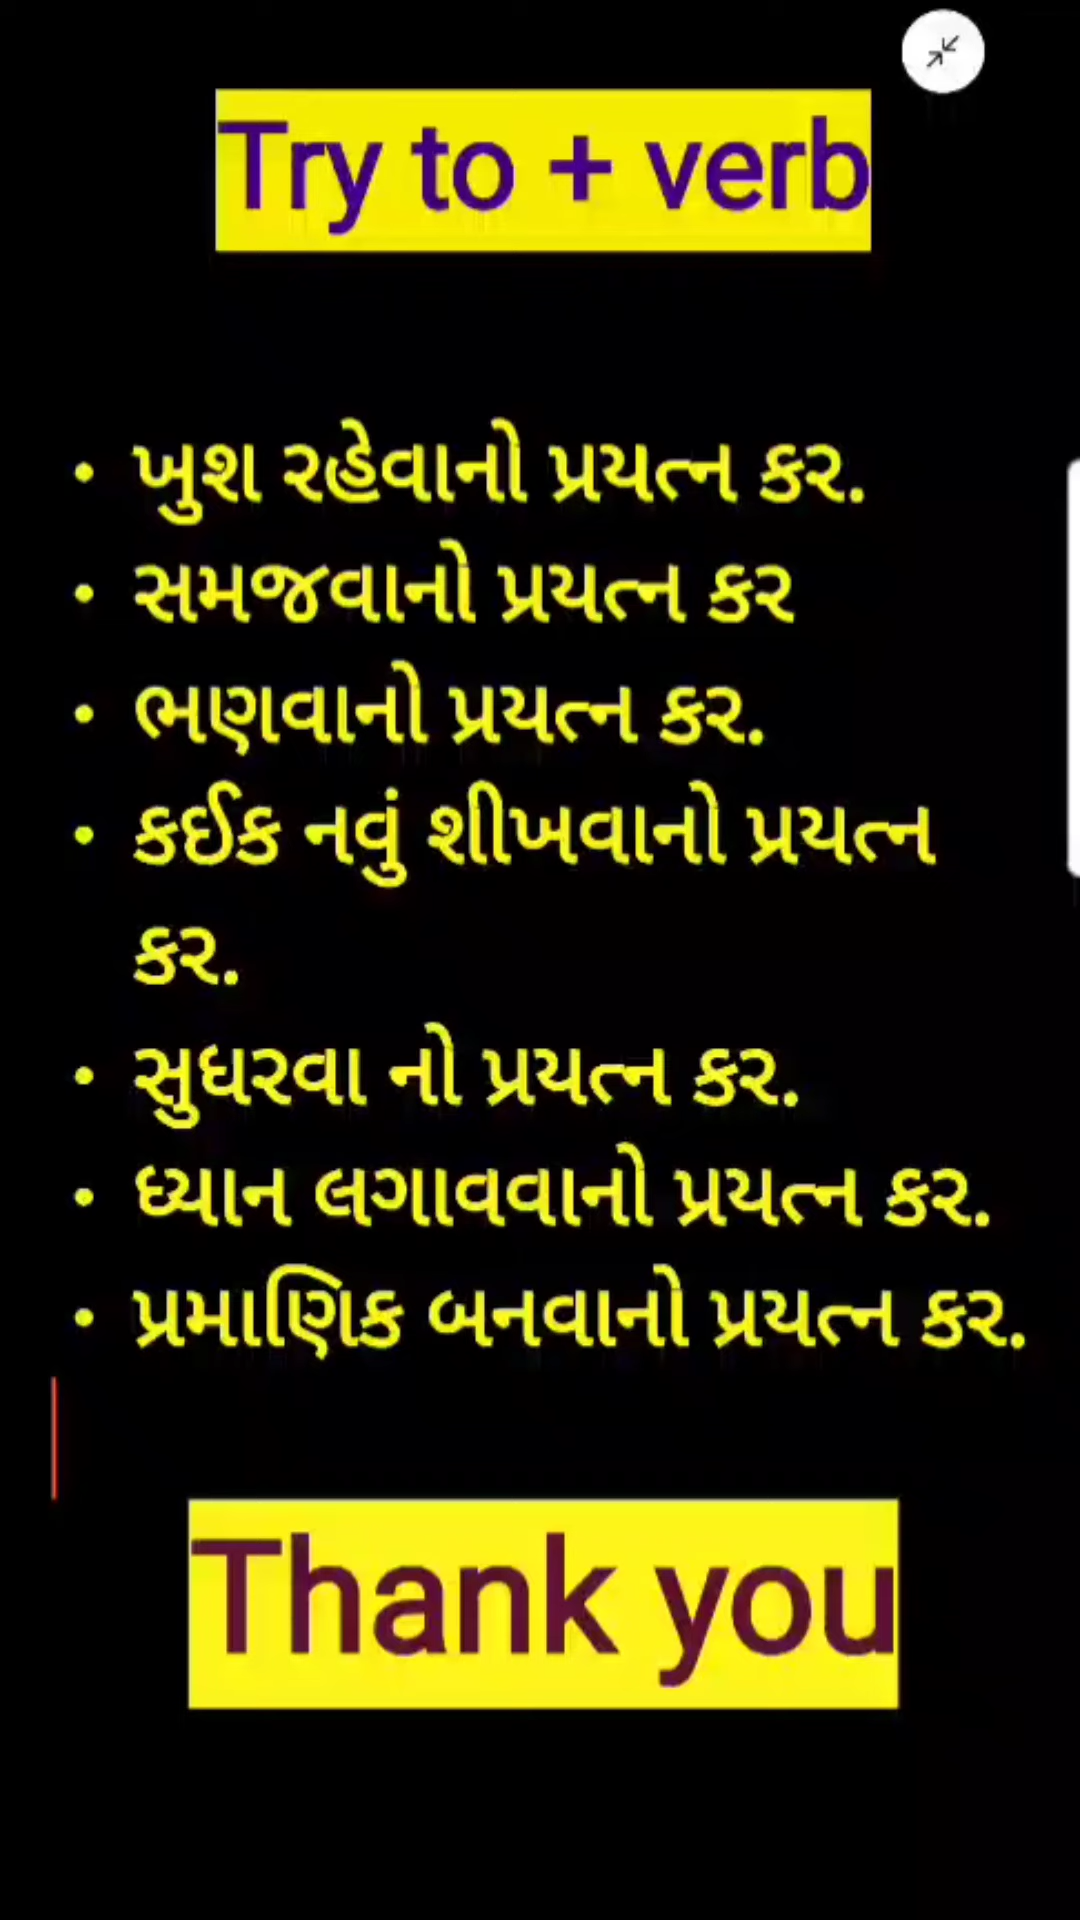 Try to + verb
• ખુશ રહેવાનો પ્રયત્ન કર.
• સમજવાનો પ્રયત્ન કર
• ભણવાનો પ્રયત્ન કર.
• કઈક નવું શીખવાનો પ્રયત્ન
કર.
• સુધરવા નો પ્રયત્ન કર.
• ધ્યાન લગાવવાનો પ્રયત્ન કર.
• પ્રમાણિક બનવાનો પ્રયત્ન કર.
Thank you